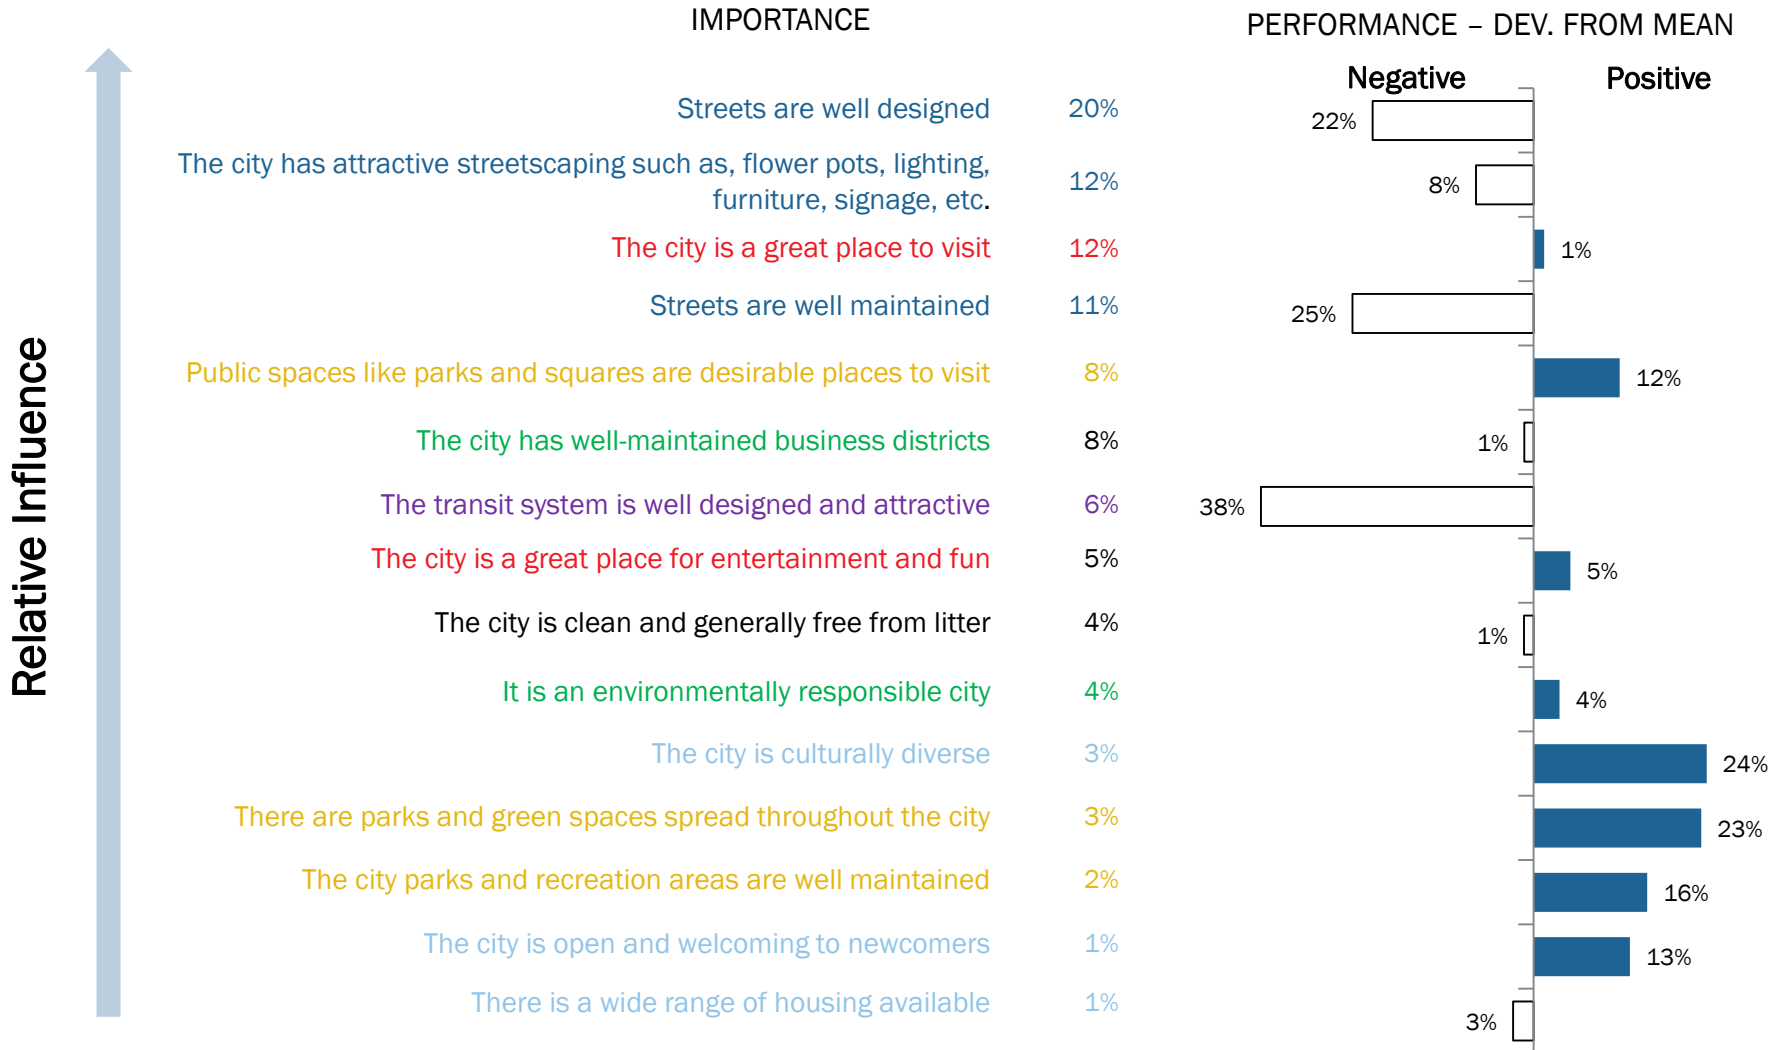 IMPORTANCE
PERFORMANCE – DEV. FROM MEAN
Negative
Positive
Relative Influence
Streets are well designed 20% 22%
The city has attractive streetscaping such as, flower pots, lighting,
furniture, signage, etc. 12% 8%
The city is a great place to visit 12% 1%
Streets are well maintained 11% 25%
Public spaces like parks and squares are desirable places to visit 8% 12%
The city has well-maintained business districts 8% 1%
The transit system is well designed and attractive 6% 38%
The city is a great place for entertainment and fun 5% 5%
The city is clean and generally free from litter 4% 1%
It is an environmentally responsible city 4% 4%
The city is culturally diverse 3% 24%
There are parks and green spaces spread throughout the city 3% 23%
The city parks and recreation areas are well maintained 2% 16%
The city is open and welcoming to newcomers 1% 13%
There is a wide range of housing available 1% 3%